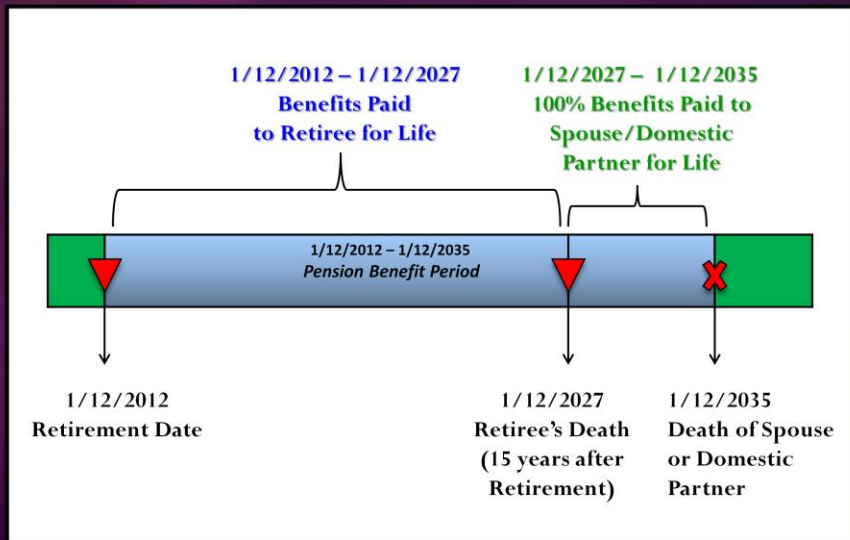 1/12/2012 – 1/12/2027
Benefits Paid
to Retiree for Life
1/12/2027 – 1/12/2035
100% Benefits Paid to
Spouse/Domestic
Partner for Life
1/12/2012 – 1/12/2035
Pension Benefit Period
1/12/2012
Retirement Date
1/12/2027
Retiree's Death
(15 years after
Retirement)
1/12/2035
Death of Spouse
or Domestic
Partner